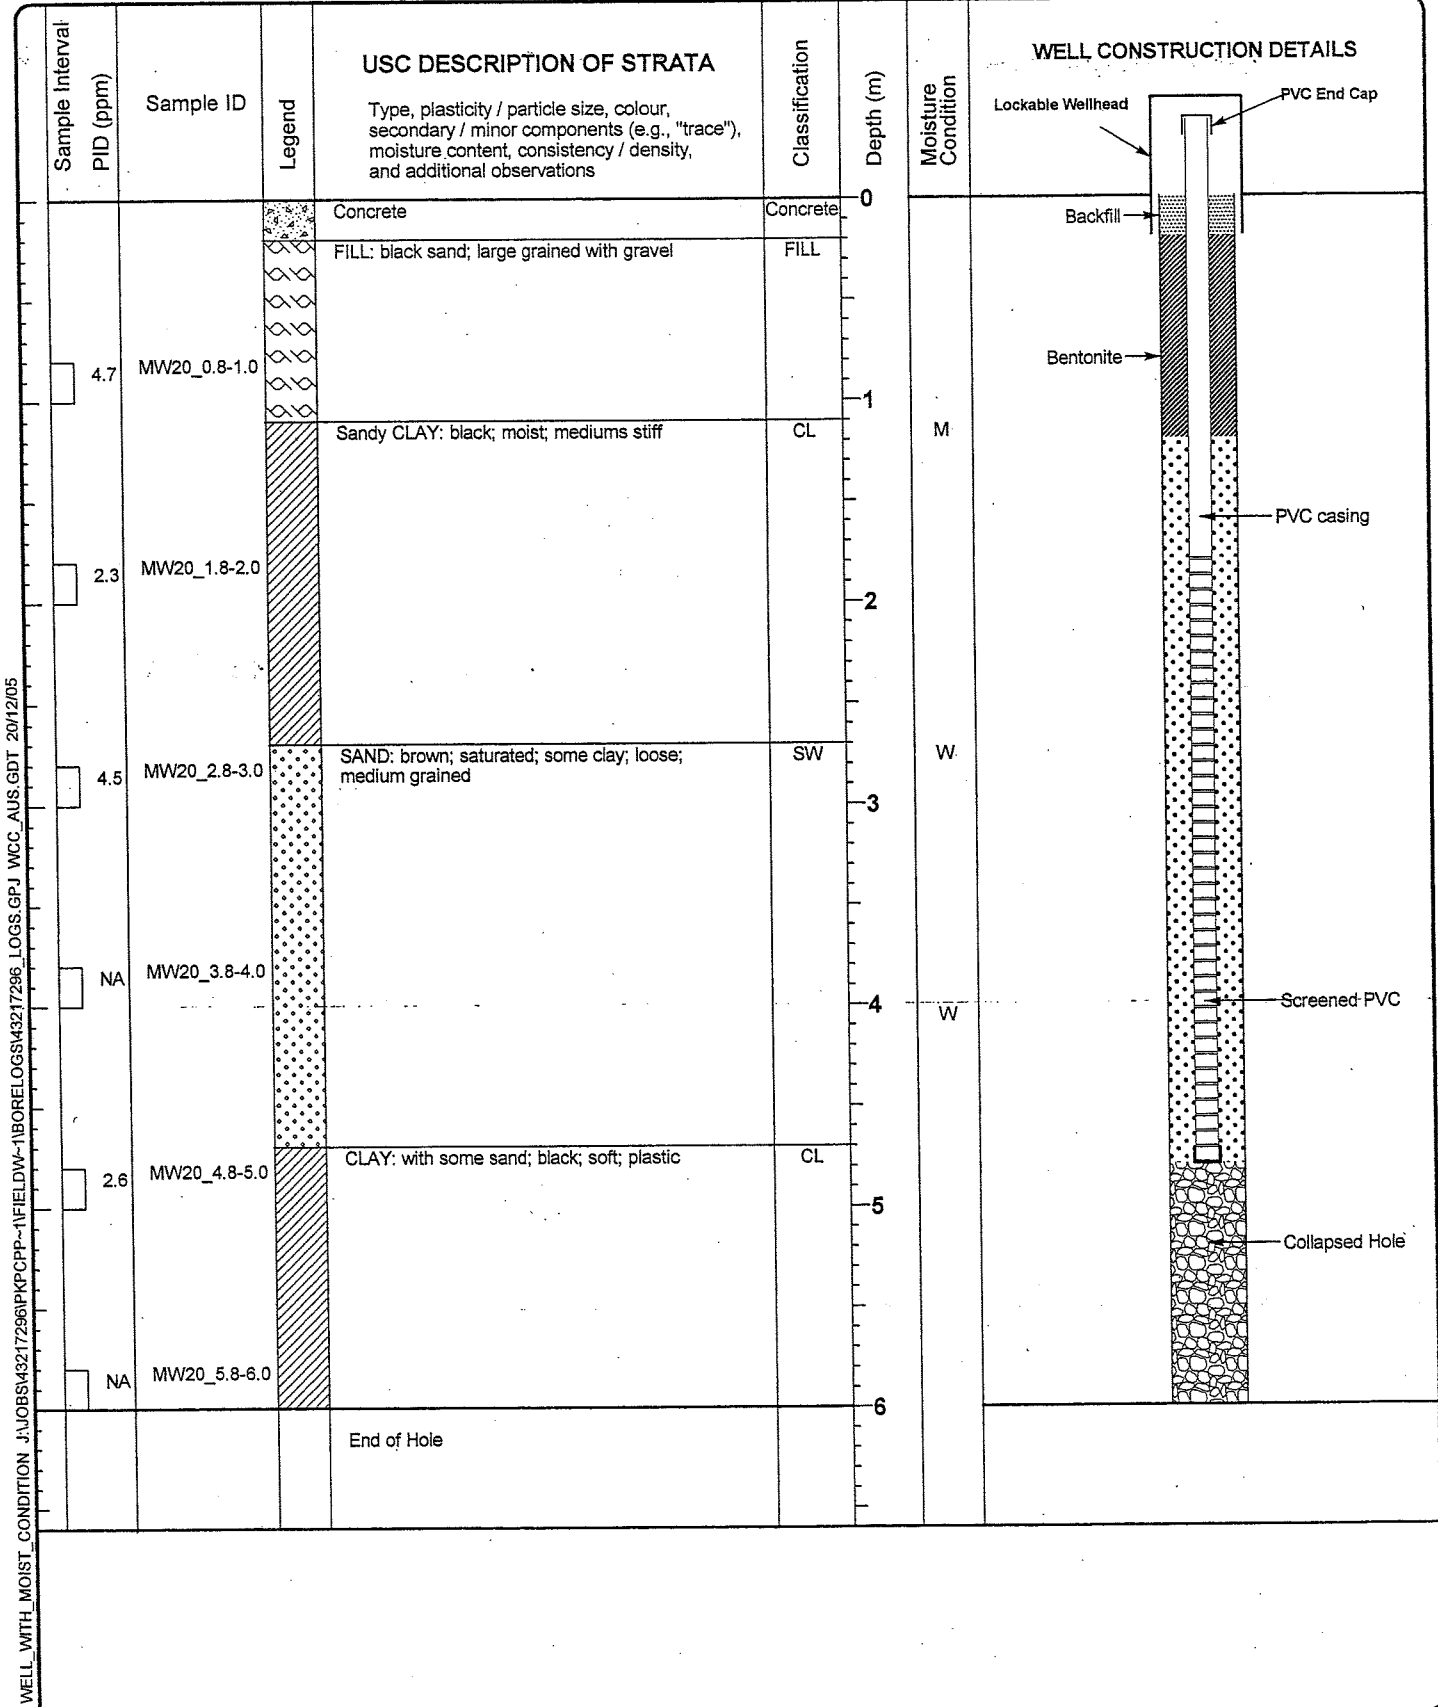 Sample Interval
PID (ppm)
Sample ID
Legend
USC DESCRIPTION OF STRATA
Type, plasticity / particle size, colour,
secondary / minor components (e.g., "trace"),
moisture content, consistency / density,
and additional observations
Classification
Depth (m)
Moisture
Condition
WELL CONSTRUCTION DETAILS
Lockable Wellhead
PVC End Cap
Concrete
Concrete
0
Backfill
FILL: black sand; large grained with gravel
FILL
Bentonite
4.7
MW20_0.8-1.0
1
Sandy CLAY: black; moist; mediums stiff
CL
M
PVC casing
2.3
MW20_1.8-2.0
2
SAND: brown; saturated; some clay; loose;
medium grained
SW
W
4.5
MW20_2.8-3.0
3
NA
MW20_3.8-4.0
4
W
Screened PVC
CLAY: with some sand; black; soft; plastic
CL
2.6
MW20_4.8-5.0
5
Collapsed Hole
NA
MW20_5.8-6.0
6
End of Hole
WELL_WITH_MOIST_CONDITION J:\JOBS\43217296\PKPCPP~1\FIELDW~1\BORELOGS\43217296_LOGS.GPJ WCC_AUS.GDT 20/12/05